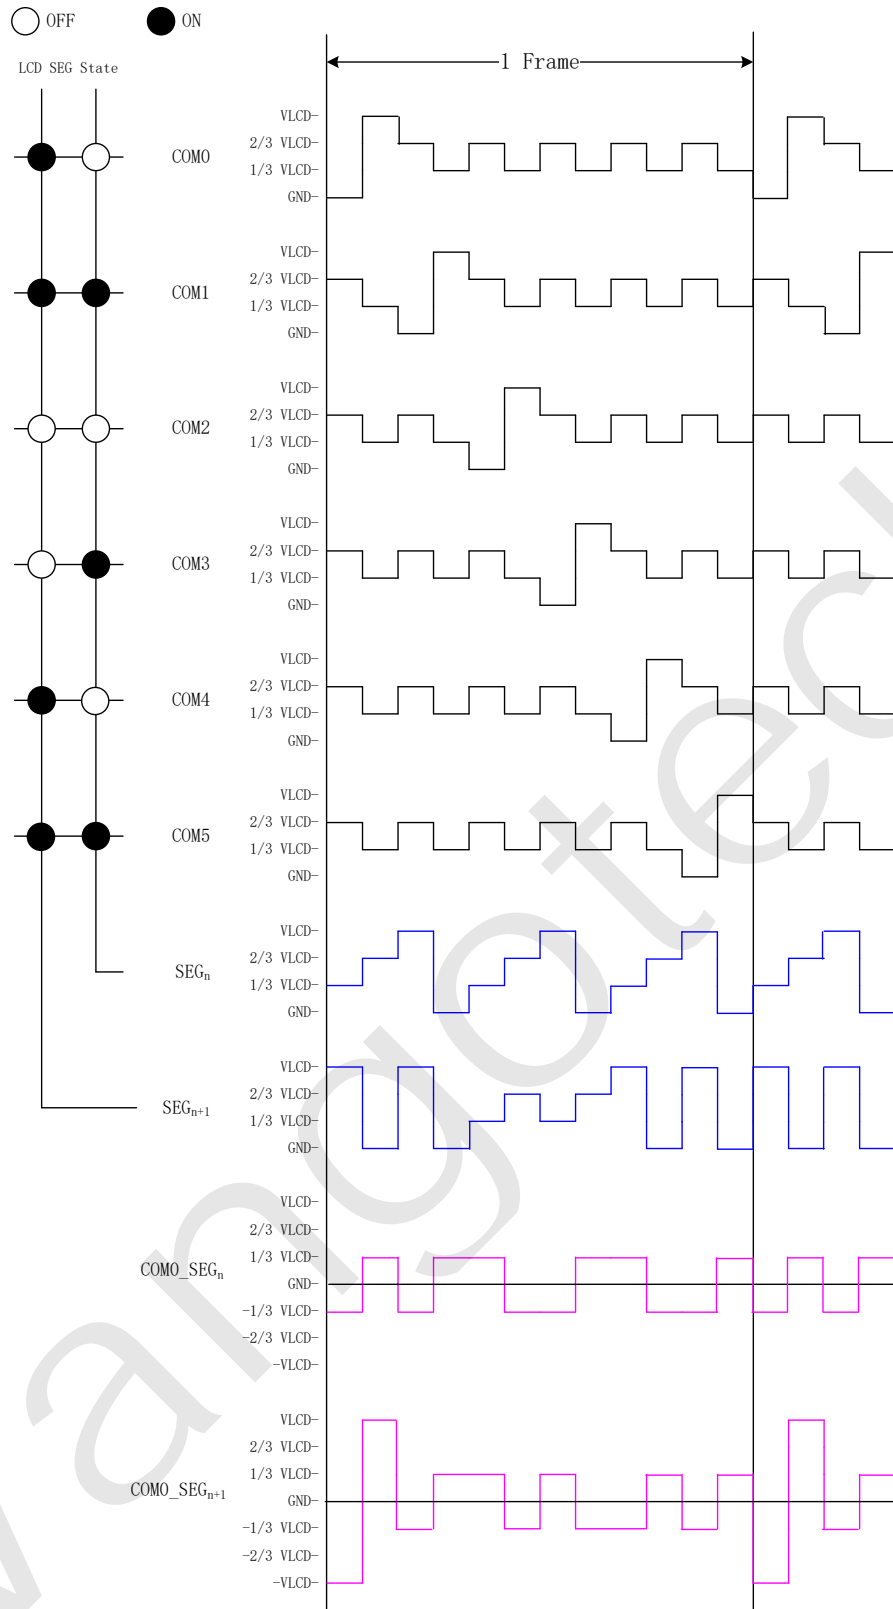 OFF ON
LCD SEG State
1 Frame
VLCD-
2/3 VLCD-
COM0
1/3 VLCD-
GND-
VLCD-
2/3 VLCD-
COM1
1/3 VLCD-
GND-
VLCD-
2/3 VLCD-
COM2
1/3 VLCD-
GND-
VLCD-
2/3 VLCD-
COM3
1/3 VLCD-
GND-
VLCD-
2/3 VLCD-
COM4
1/3 VLCD-
GND-
VLCD-
2/3 VLCD-
COM5
1/3 VLCD-
GND-
VLCD-
2/3 VLCD-
SEGn
1/3 VLCD-
GND-
VLCD-
2/3 VLCD-
SEGn+1
1/3 VLCD-
GND-
VLCD-
2/3 VLCD-
1/3 VLCD-
COM0_SEGn
GND-
-1/3 VLCD-
-2/3 VLCD-
-VLCD-
VLCD-
2/3 VLCD-
1/3 VLCD-
COM0_SEGn+1
GND-
-1/3 VLCD-
-2/3 VLCD-
-VLCD-
vangotech